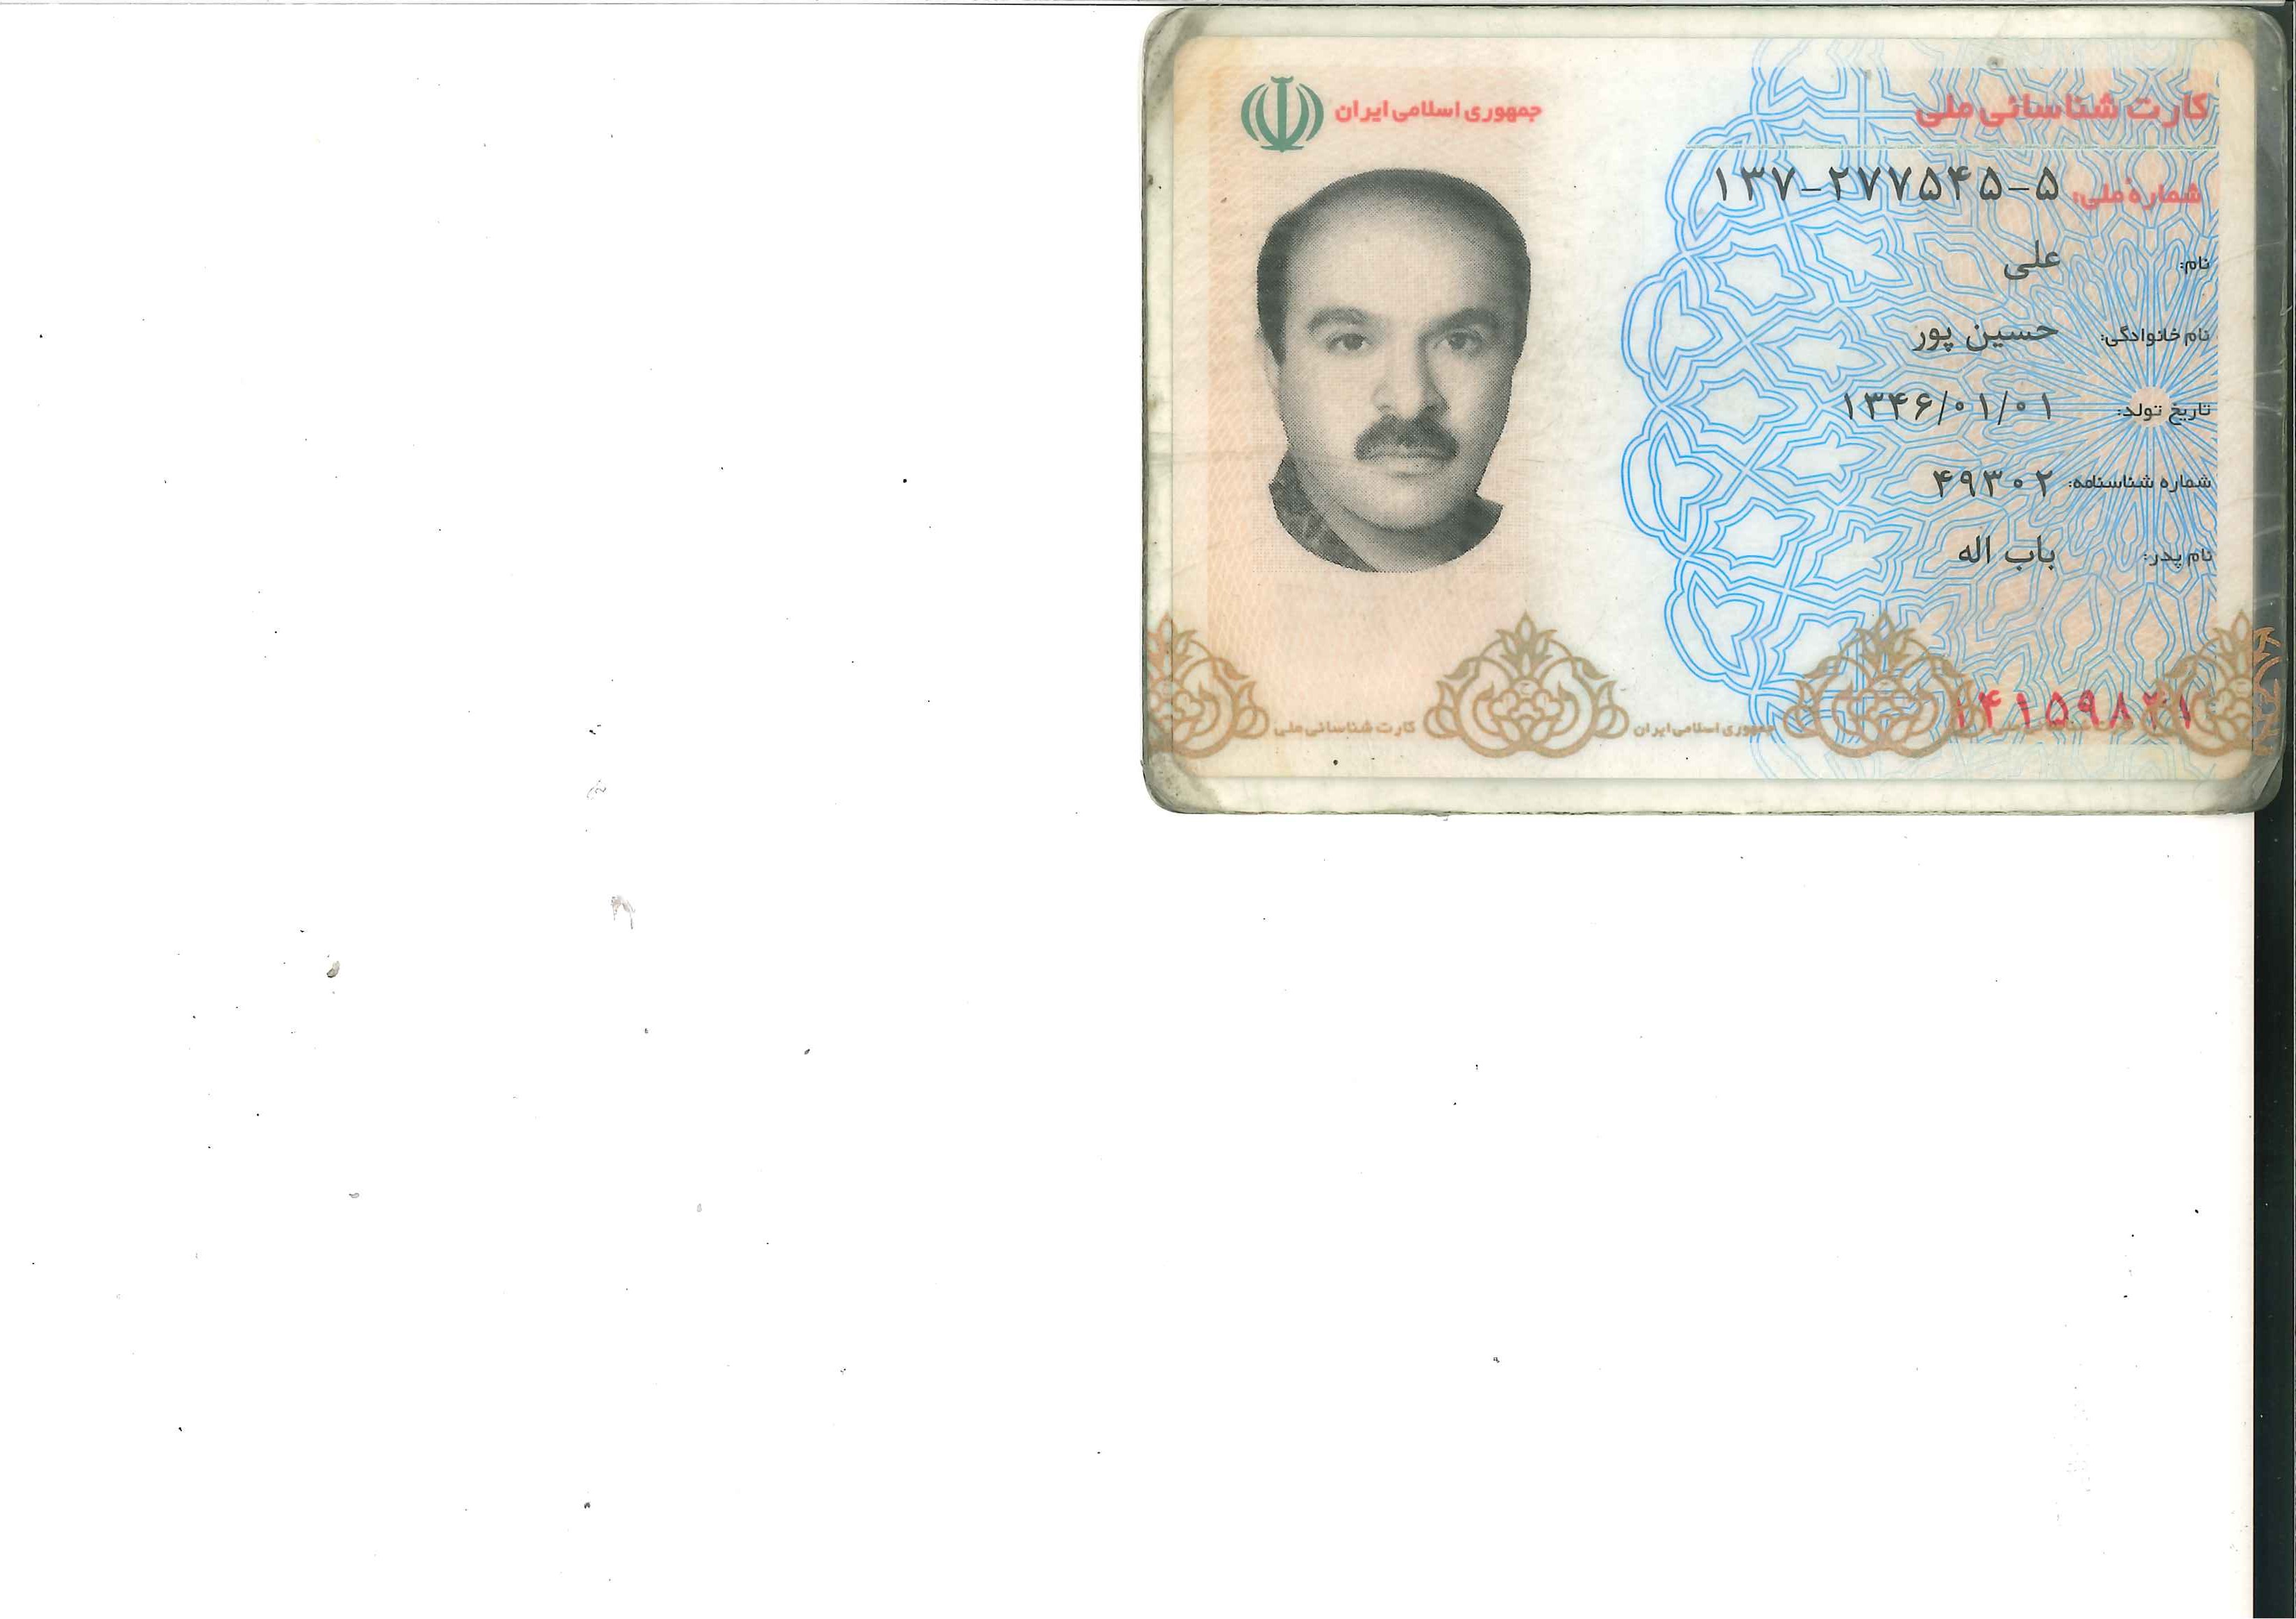 کارت شناسائی ملی
جمهوری اسلامی ایران
شماره ملی: ۱۳۷-۲۷۷۵۴۵-۵
نام: علی
نام خانوادگی: حسین پور
تاریخ تولد: ۱۳۴۶/۰۱/۰۱
شماره شناسنامه: ۴۹۳۰۲
نام پدر: باب اله
۱۴۱۵۹۸۲۱
جمهوری اسلامی ایران
کارت شناسائی ملی